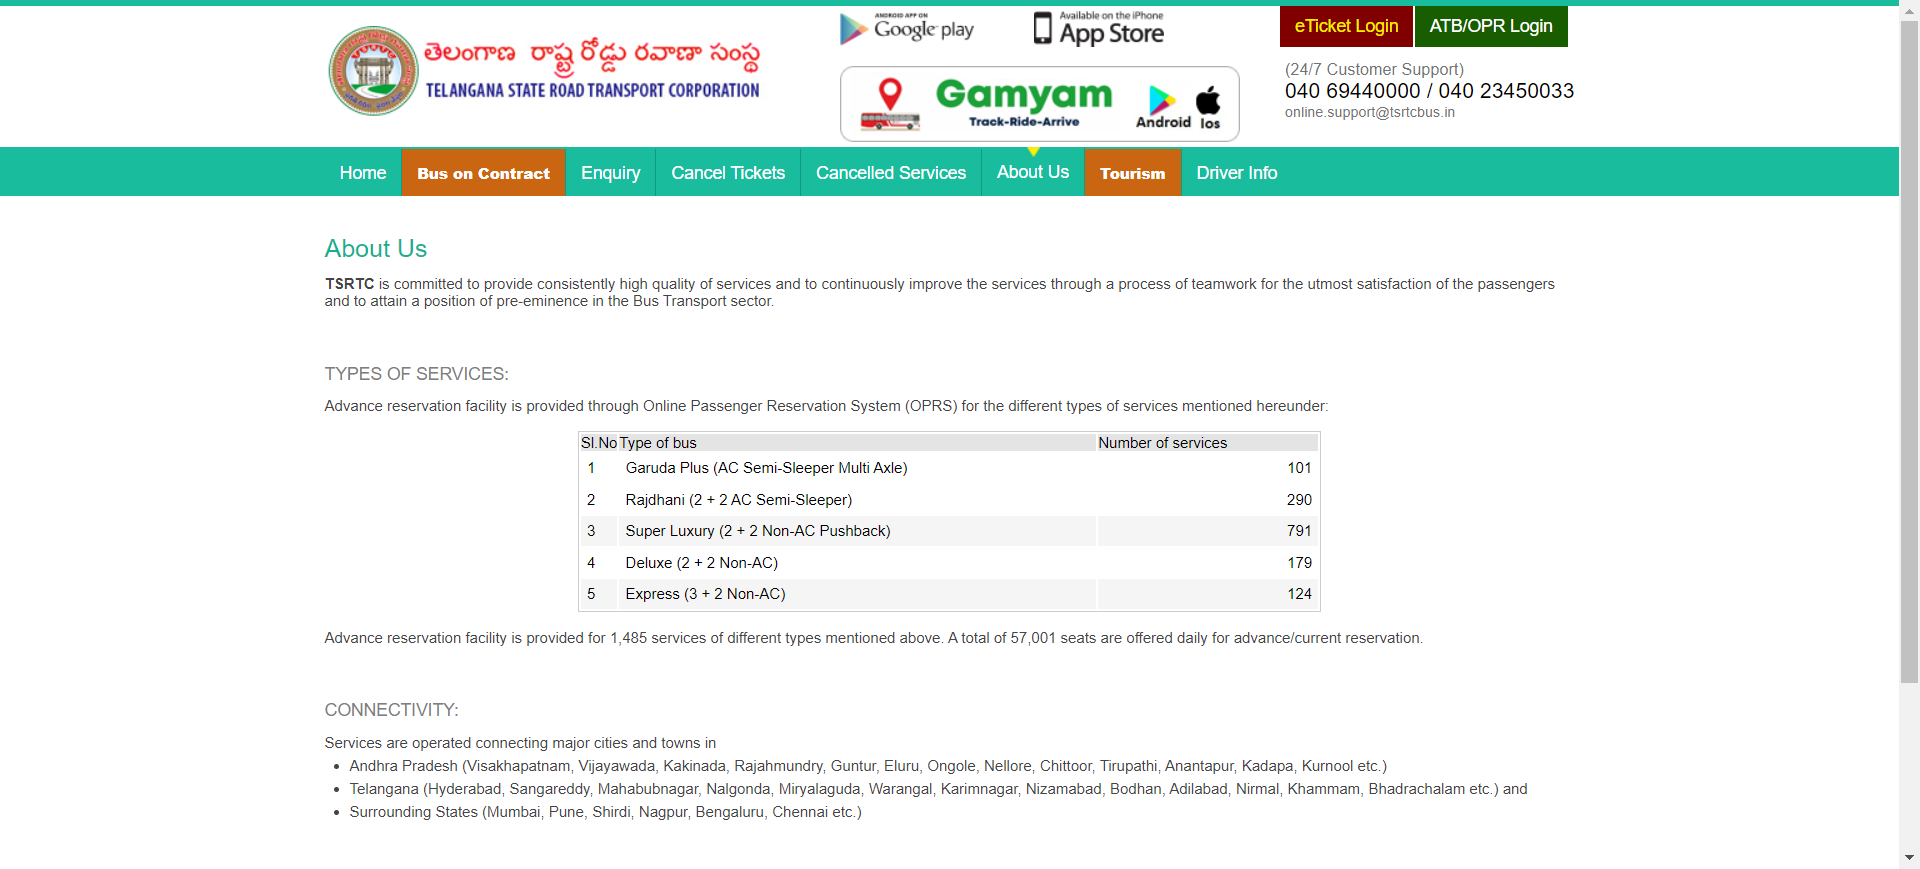 తెలంగాణ రాష్ట్ర రోడ్డు రవాణా సంస్థ
TELANGANA STATE ROAD TRANSPORT CORPORATION
ANDROID APP ON
Google play
Available on the iPhone
App Store
Gamyam
Track-Ride-Arrive
Android Ios
eTicket Login
ATB/OPR Login
(24/7 Customer Support)
040 69440000 / 040 23450033
online.support@tsrtcbus.in
Home Bus on Contract Enquiry Cancel Tickets Cancelled Services About Us Tourism Driver Info
About Us
TSRTC is committed to provide consistently high quality of services and to continuously improve the services through a process of teamwork for the utmost satisfaction of the passengers
and to attain a position of pre-eminence in the Bus Transport sector.
TYPES OF SERVICES:
Advance reservation facility is provided through Online Passenger Reservation System (OPRS) for the different types of services mentioned hereunder:
Sl.No Type of bus Number of services
1 Garuda Plus (AC Semi-Sleeper Multi Axle) 101
2 Rajdhani (2 + 2 AC Semi-Sleeper) 290
3 Super Luxury (2 + 2 Non-AC Pushback) 791
4 Deluxe (2 + 2 Non-AC) 179
5 Express (3 + 2 Non-AC) 124
Advance reservation facility is provided for 1,485 services of different types mentioned above. A total of 57,001 seats are offered daily for advance/current reservation.
CONNECTIVITY:
Services are operated connecting major cities and towns in
• Andhra Pradesh (Visakhapatnam, Vijayawada, Kakinada, Rajahmundry, Guntur, Eluru, Ongole, Nellore, Chittoor, Tirupathi, Anantapur, Kadapa, Kurnool etc.)
• Telangana (Hyderabad, Sangareddy, Mahabubnagar, Nalgonda, Miryalaguda, Warangal, Karimnagar, Nizamabad, Bodhan, Adilabad, Nirmal, Khammam, Bhadrachalam etc.) and
• Surrounding States (Mumbai, Pune, Shirdi, Nagpur, Bengaluru, Chennai etc.)